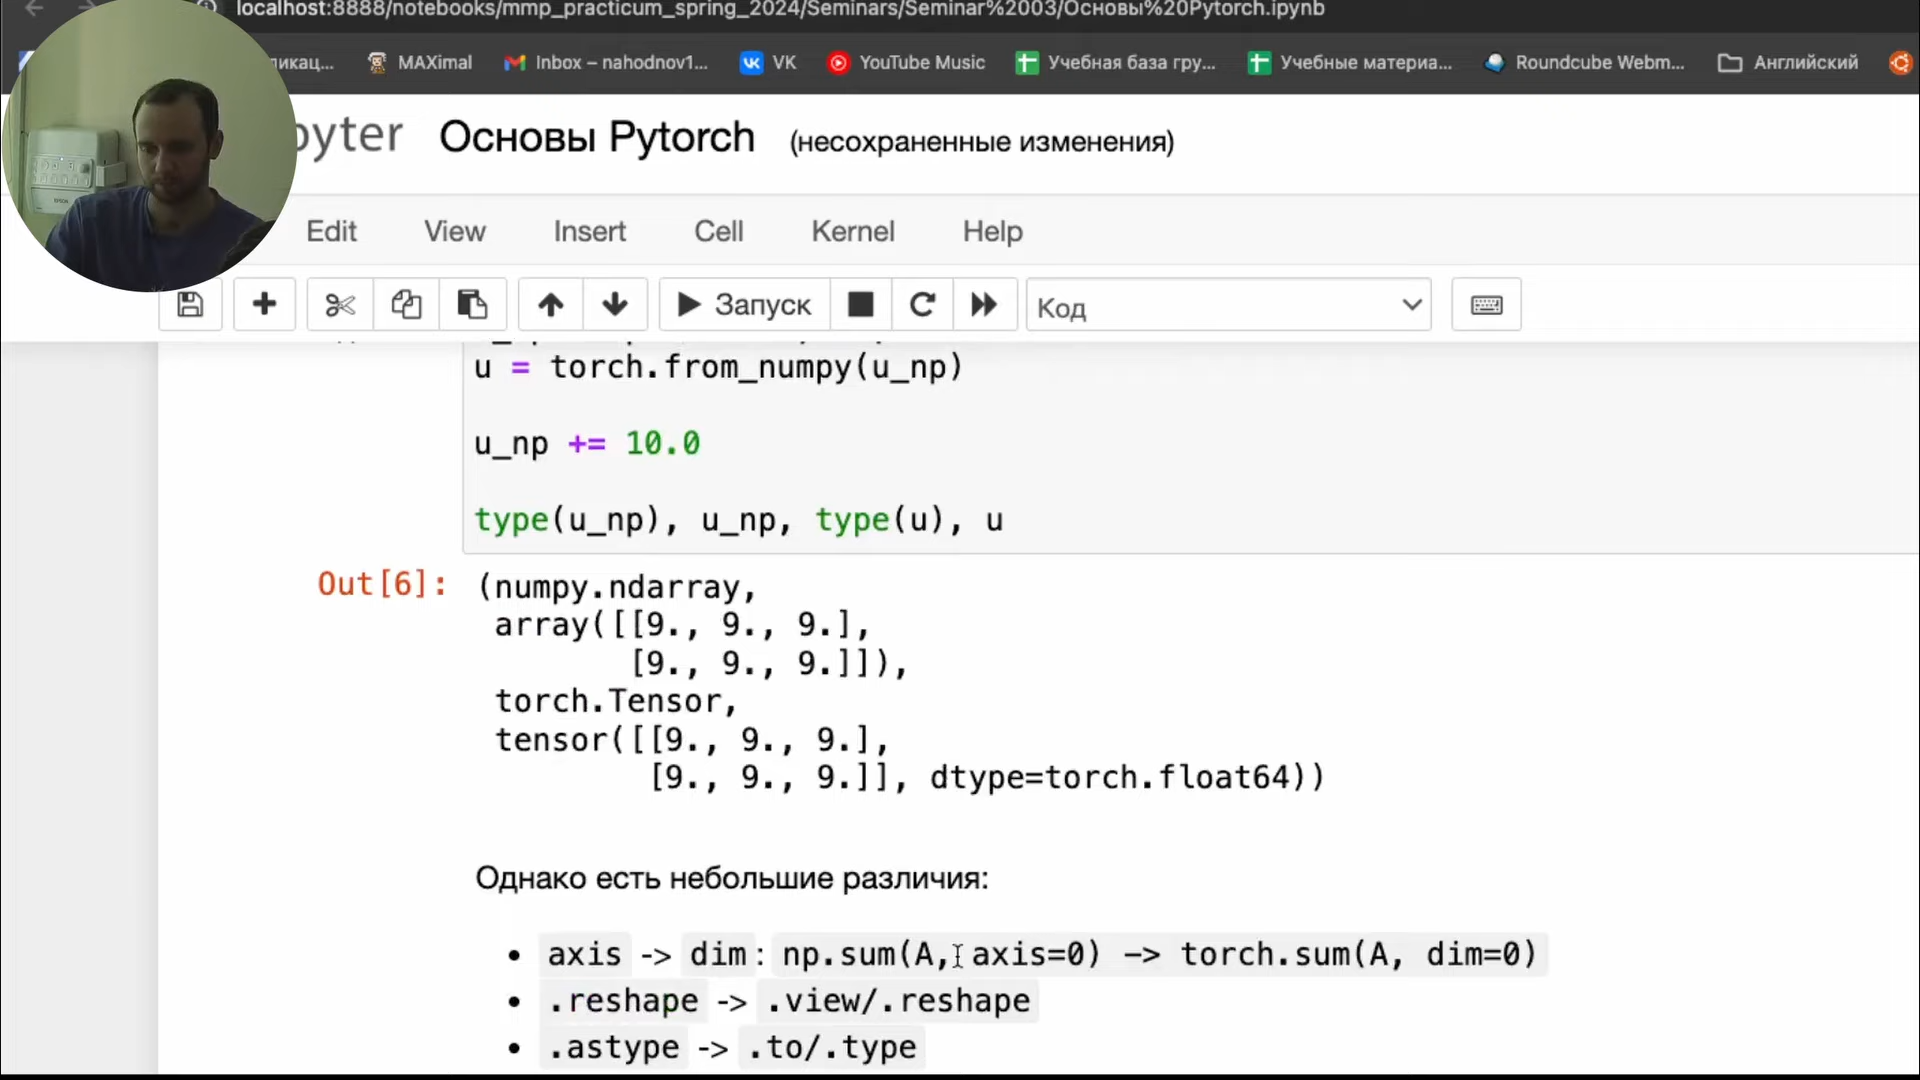 localhost:8888/notebooks/mmp_practicum_spring_2024/Seminars/Seminar%2003/Основы%20Pytorch.ipynb
ликац... MAXimal Inbox – nahodnov1... VK YouTube Music Учебная база гру... Учебные материа... Roundcube Webm... Английский
pyter Основы Pytorch (несохраненные изменения)
Edit View Insert Cell Kernel Help
Запуск Код
u = torch.from_numpy(u_np)
u_np += 10.0
type(u_np), u_np, type(u), u
Out[6]: (numpy.ndarray,
array([[9., 9., 9.],
[9., 9., 9.]]),
torch.Tensor,
tensor([[9., 9., 9.],
[9., 9., 9.]], dtype=torch.float64))
Однако есть небольшие различия:
• axis -> dim: np.sum(A, axis=0) -> torch.sum(A, dim=0)
• .reshape -> .view/.reshape
• .astype -> .to/.type